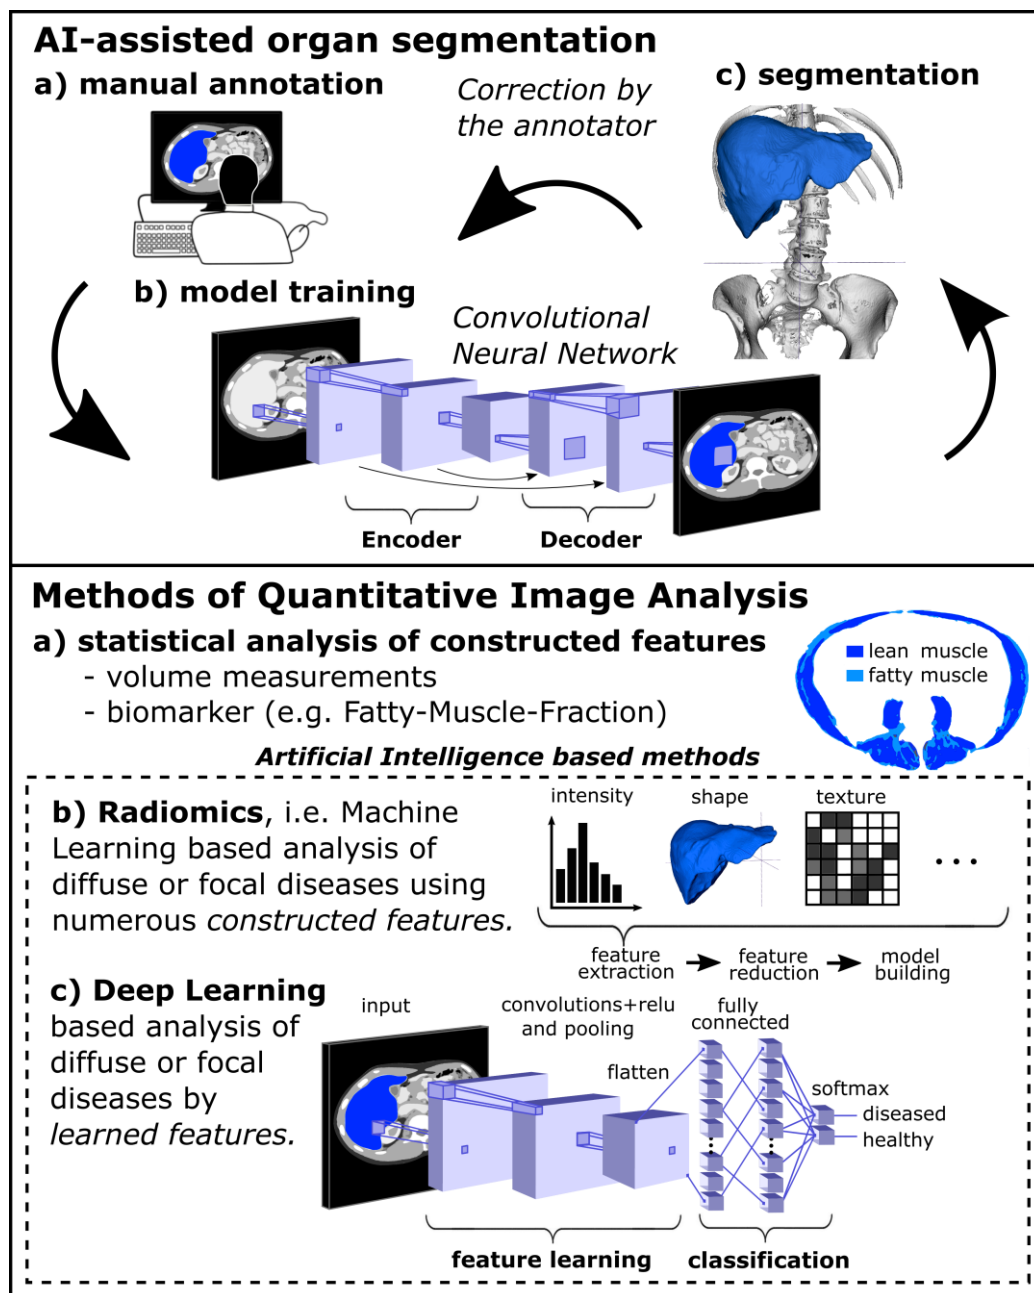 AI-assisted organ segmentation
a) manual annotation
Correction by
the annotator
c) segmentation
b) model training
Convolutional
Neural Network
Encoder
Decoder
Methods of Quantitative Image Analysis
a) statistical analysis of constructed features
- volume measurements
- biomarker (e.g. Fatty-Muscle-Fraction)
lean muscle
fatty muscle
Artificial Intelligence based methods
b) Radiomics, i.e. Machine
Learning based analysis of
diffuse or focal diseases using
numerous constructed features.
intensity
shape
texture
...
feature
extraction
feature
reduction
model
building
c) Deep Learning
based analysis of
diffuse or focal
diseases by
learned features.
input
convolutions+relu
and pooling
fully
connected
flatten
softmax
diseased
healthy
feature learning
classification